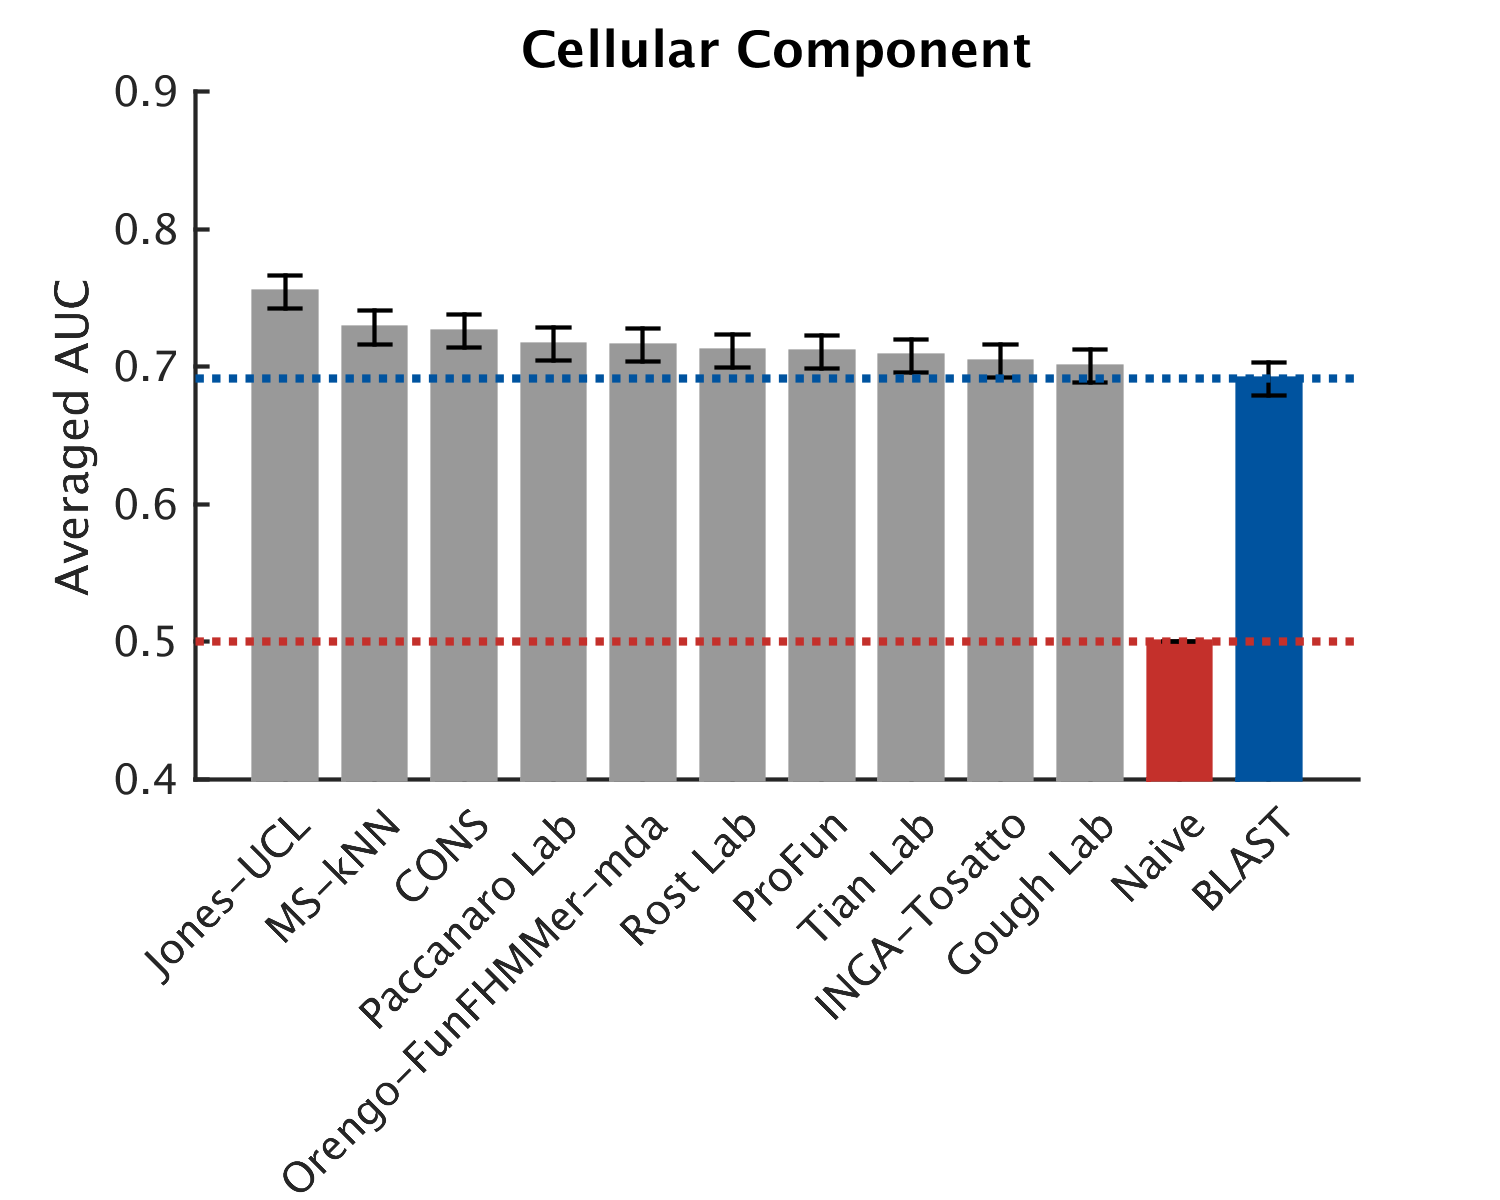 Cellular Component
Averaged AUC
0.9
0.8
0.7
0.6
0.5
0.4
Jones-UCL
MS-kNN
CONS
Paccanaro Lab
Orengo-FunFHMMer-mda
Rost Lab
ProFun
Tian Lab
INGA-Tosatto
Gough Lab
Naive
BLAST